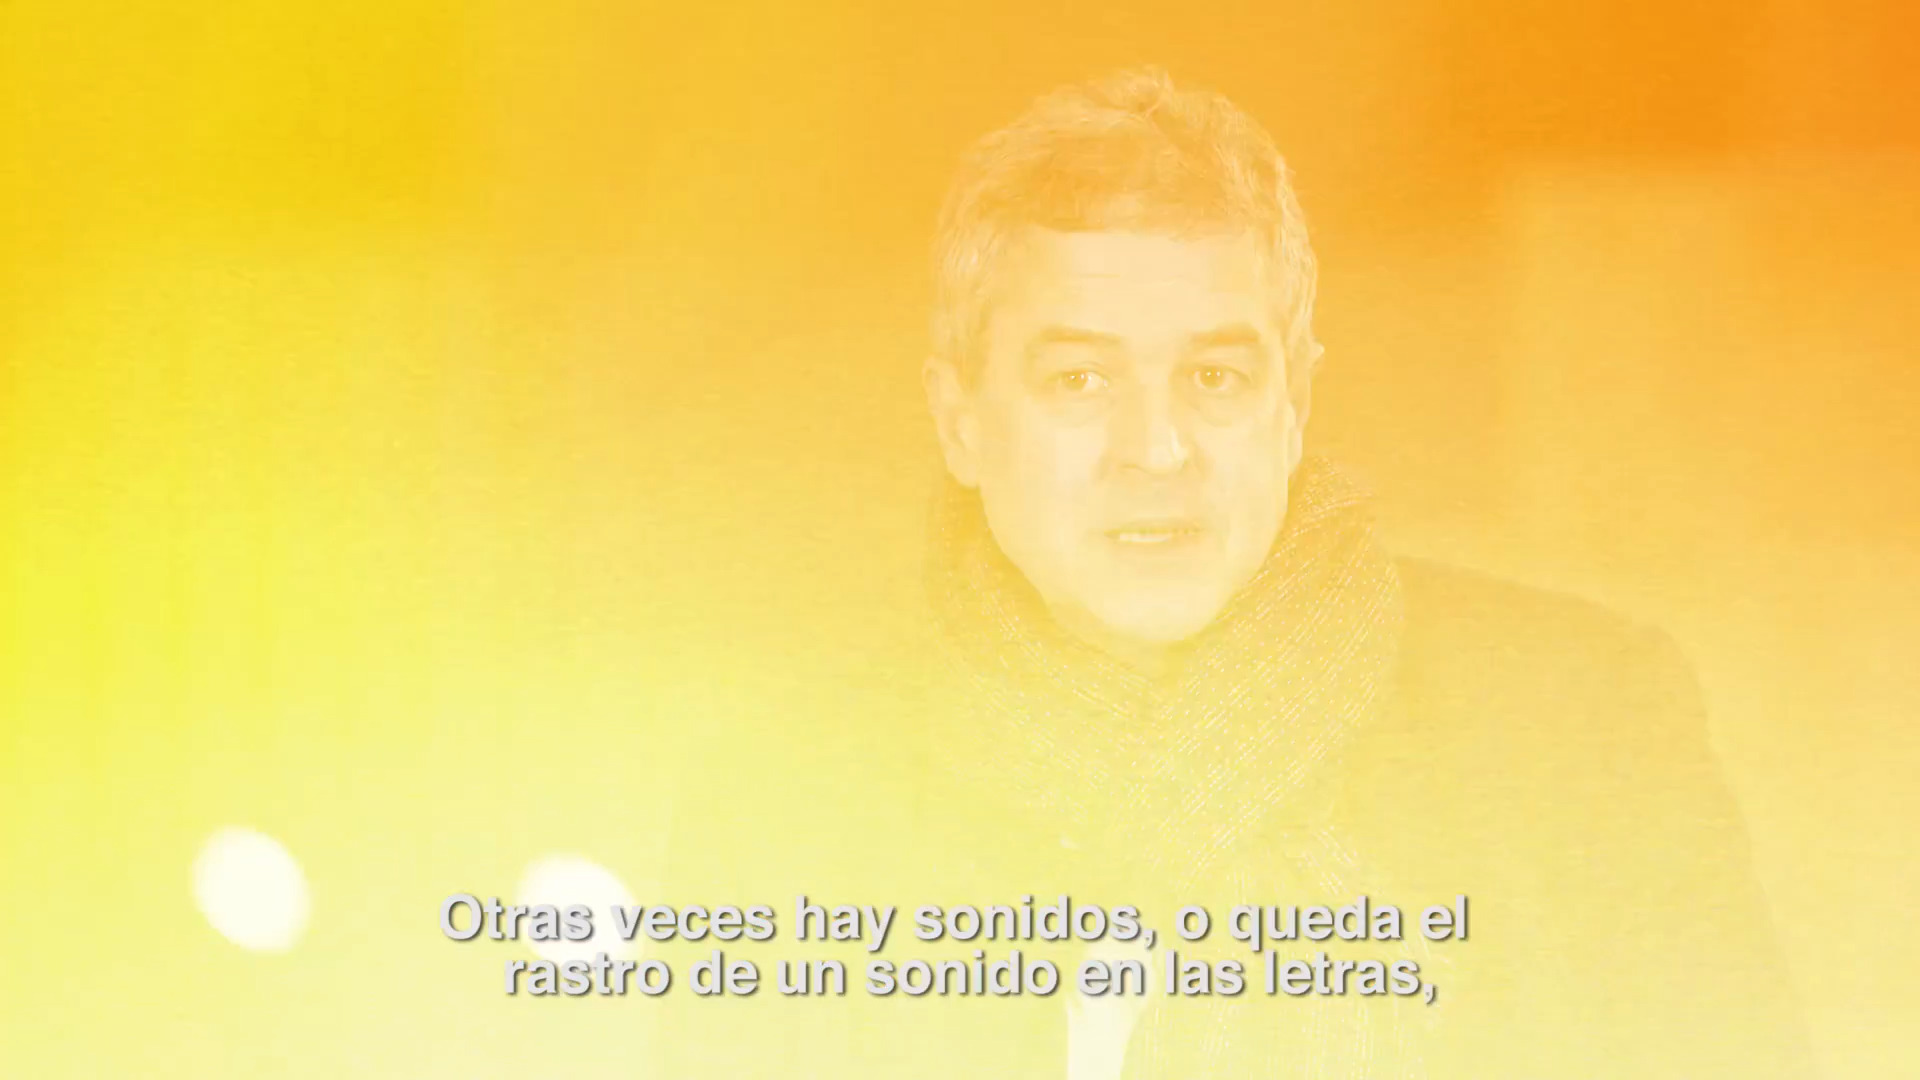 Otras veces hay sonidos, o queda el
rastro de un sonido en las letras,